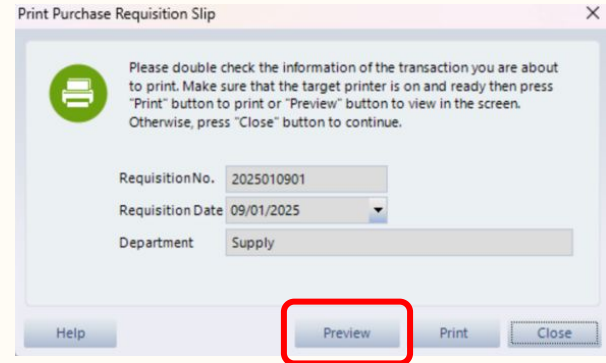 Print Purchase Requisition Slip
Please double check the information of the transaction you are about
to print. Make sure that the target printer is on and ready then press
"Print" button to print or "Preview" button to view in the screen.
Otherwise, press "Close" button to continue.
Requisition No. 2025010901
Requisition Date 09/01/2025
Department Supply
Help Preview Print Close